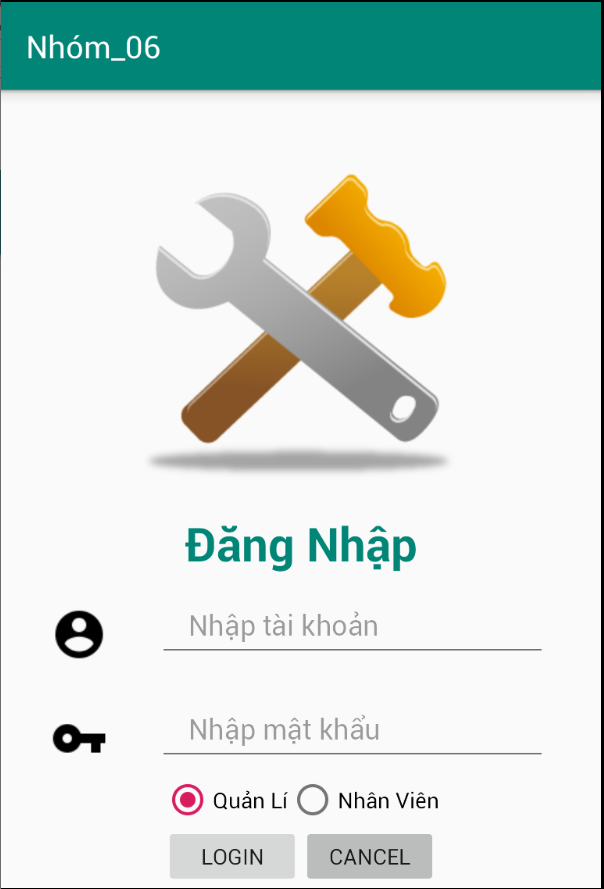 Nhóm_06
Đăng Nhập
Nhập tài khoản
Nhập mật khẩu
Quản Lí Nhân Viên
LOGIN CANCEL